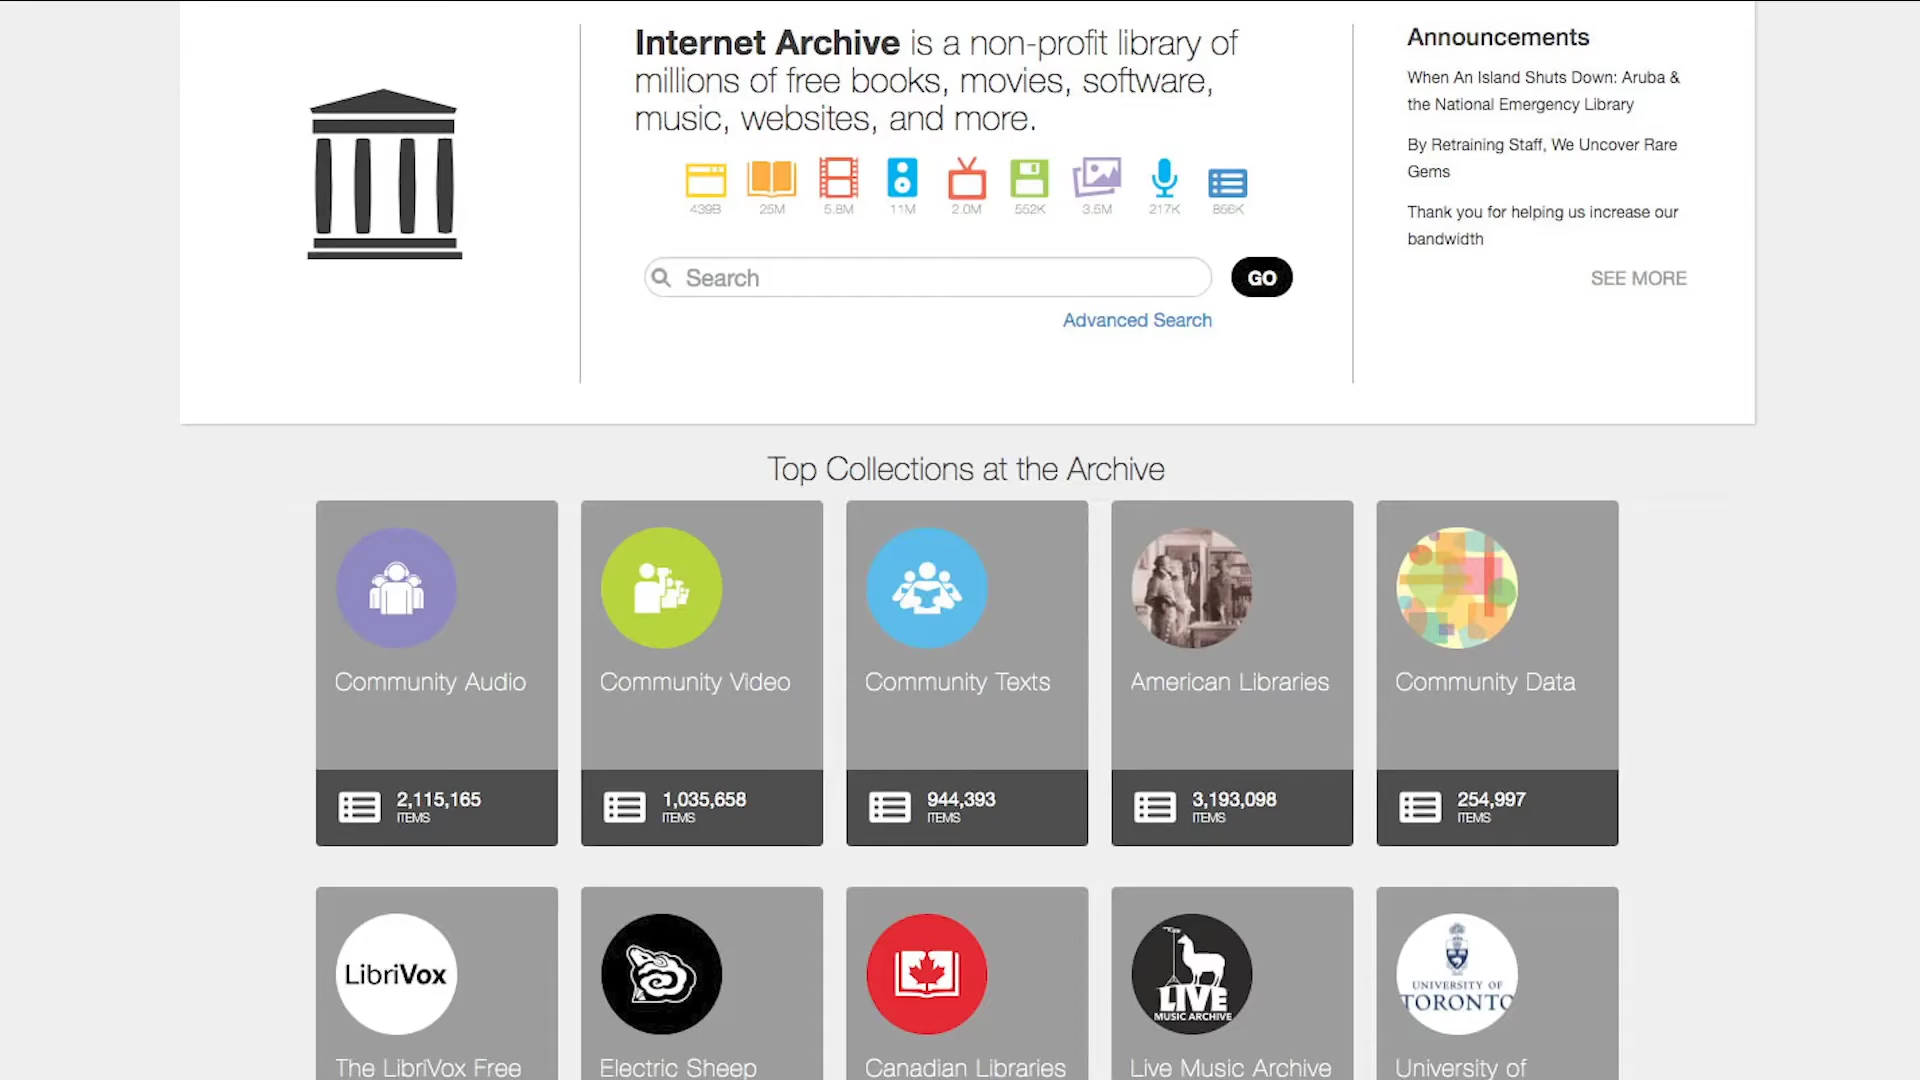 Internet Archive is a non-profit library of
millions of free books, movies, software,
music, websites, and more.
439B 25M 5.8M 11M 2.0M 552K 3.5M 217K 856K
Search
GO
Advanced Search
Announcements
When An Island Shuts Down: Aruba &
the National Emergency Library
By Retraining Staff, We Uncover Rare
Gems
Thank you for helping us increase our
bandwidth
SEE MORE
Top Collections at the Archive
Community Audio
2,115,165
ITEMS
Community Video
1,035,658
ITEMS
Community Texts
944,393
ITEMS
American Libraries
3,193,098
ITEMS
Community Data
254,997
ITEMS
LibriVox
The LibriVox Free
Electric Sheep
Canadian Libraries
LIVE
MUSIC ARCHIVE
Live Music Archive
UNIVERSITY OF
TORONTO
University of